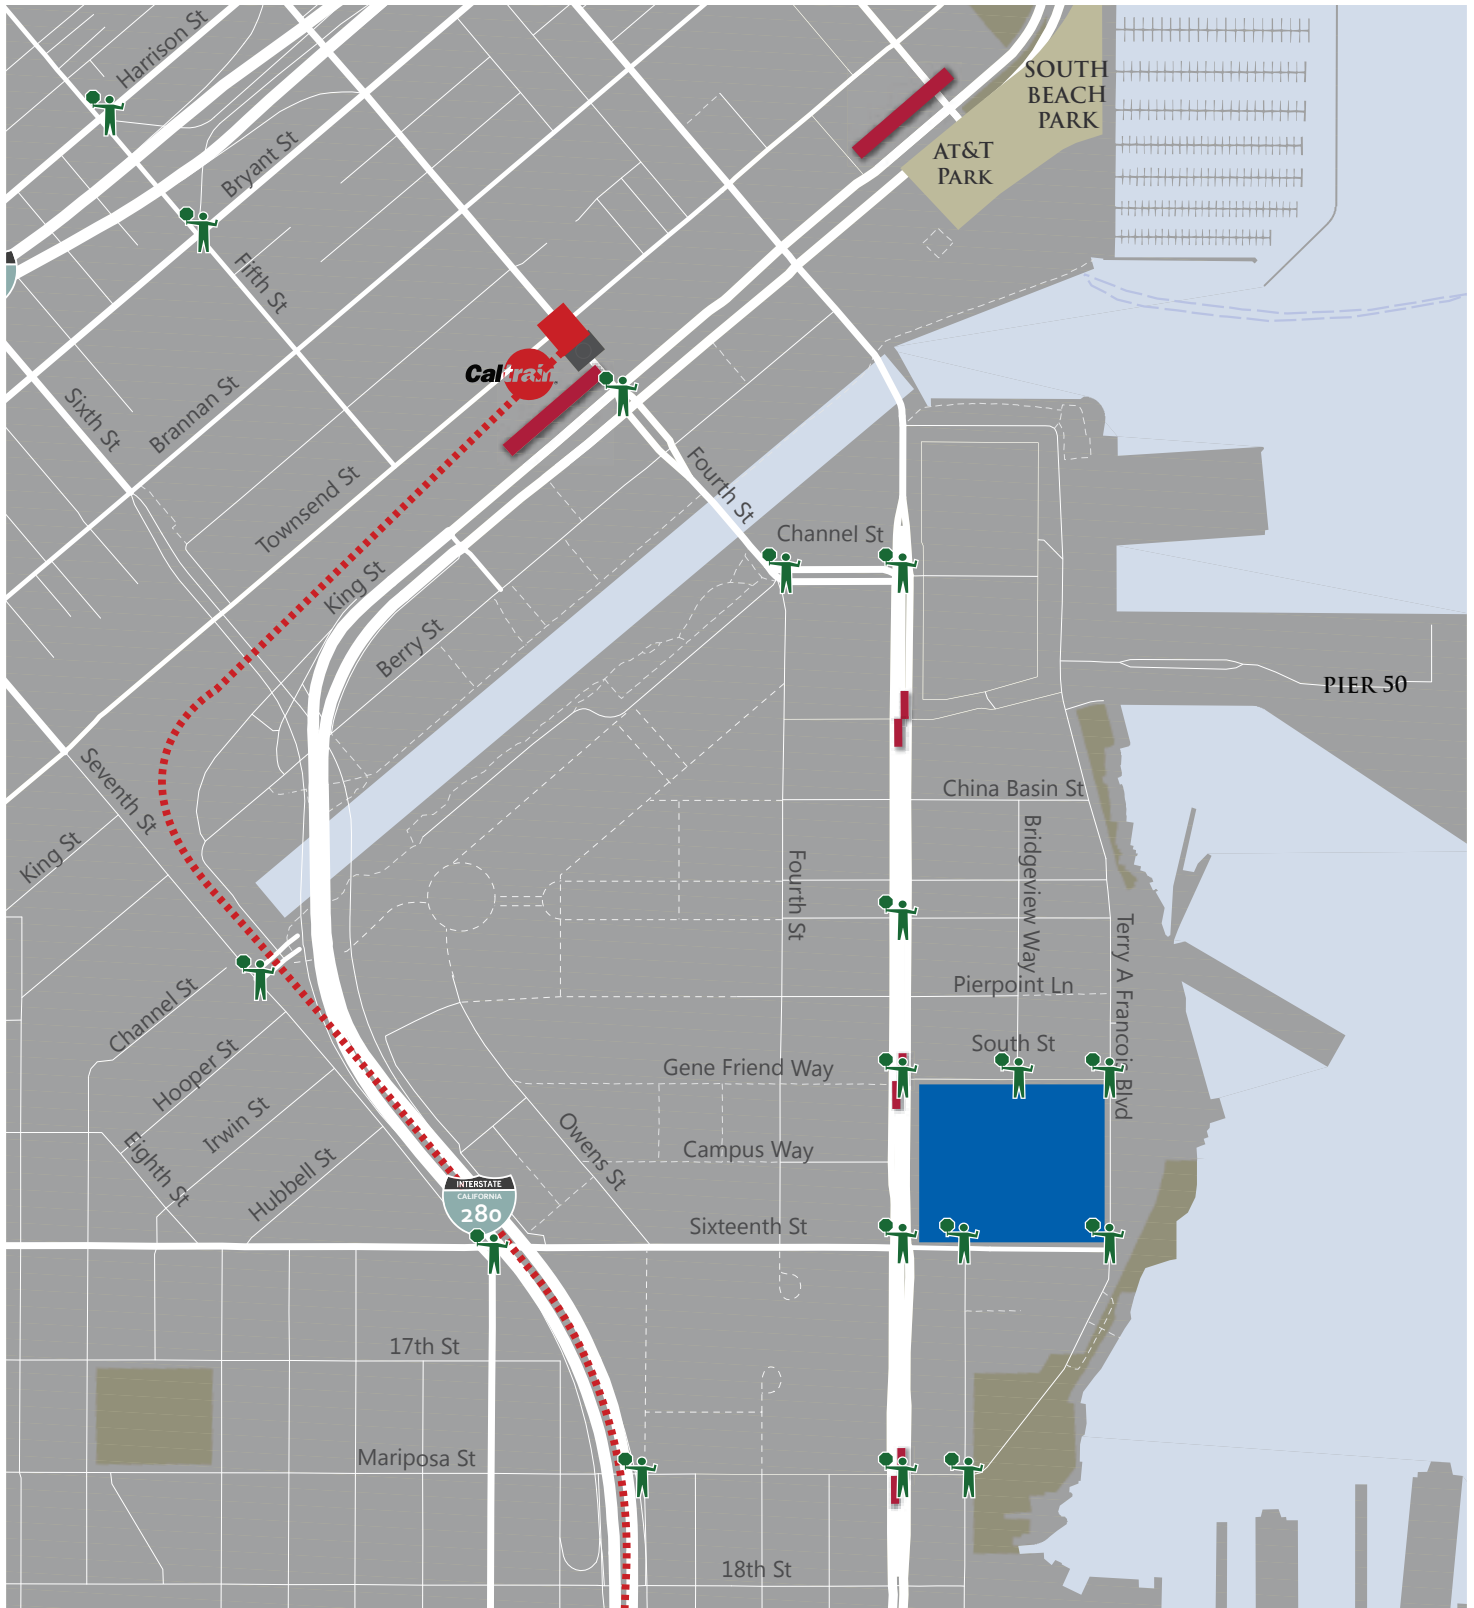 Harrison St
SOUTH
BEACH
PARK
AT&T
PARK
Bryant St
Fifth St
Caltrain
Sixth St
Brannan St
Townsend St
Fourth St
Channel St
King St
Berry St
PIER 50
Seventh St
China Basin St
King St
Bridgeview Way
Fourth St
Terry A Francois Blvd
Pierpoint Ln
Channel St
South St
Hooper St
Gene Friend Way
Irwin St
Owens St
Campus Way
Eighth St
Hubbell St
INTERSTATE
CALIFORNIA
280
Sixteenth St
17th St
Mariposa St
18th St